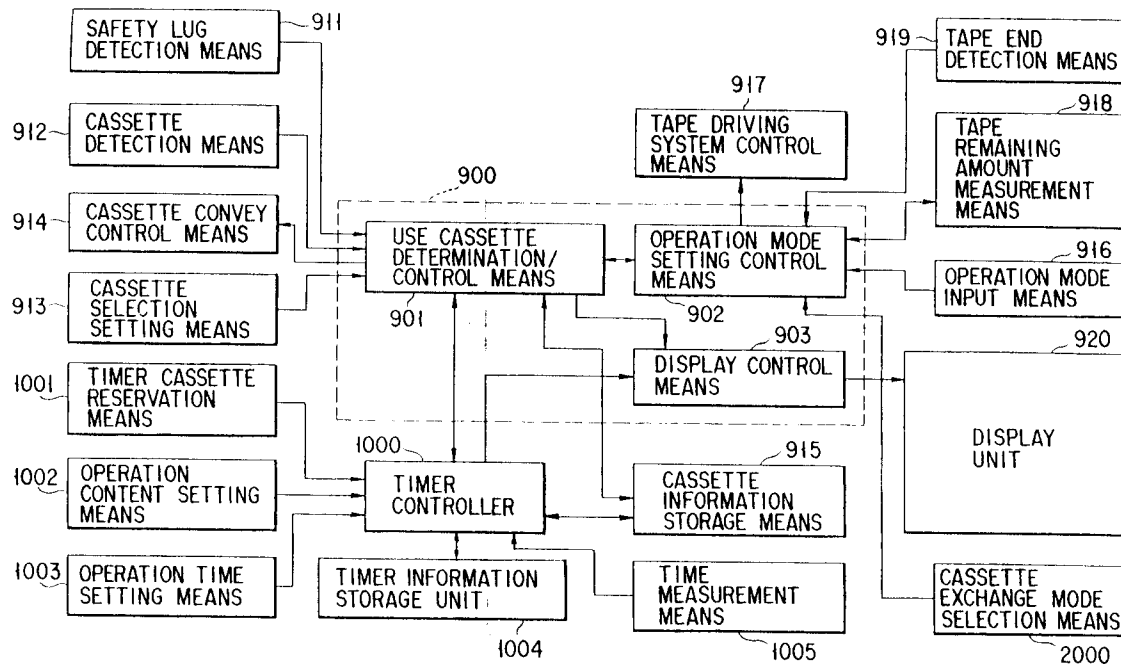 SAFETY LUG
DETECTION MEANS
911
912
CASSETTE
DETECTION MEANS
914
CASSETTE CONVEY
CONTROL MEANS
913
CASSETTE
SELECTION
SETTING MEANS
1001
TIMER CASSETTE
RESERVATION
MEANS
1002
OPERATION
CONTENT SETTING
MEANS
1003
OPERATION TIME
SETTING MEANS
900
USE CASSETTE
DETERMINATION/
CONTROL MEANS
901
917
TAPE DRIVING
SYSTEM CONTROL
MEANS
OPERATION MODE
SETTING CONTROL
MEANS
902
903
DISPLAY CONTROL
MEANS
1000
TIMER
CONTROLLER
915
CASSETTE
INFORMATION
STORAGE MEANS
TIMER INFORMATION
STORAGE UNIT
1004
TIME
MEASUREMENT
MEANS
1005
919
TAPE END
DETECTION MEANS
918
TAPE
REMAINING
AMOUNT
MEASUREMENT
MEANS
916
OPERATION MODE
INPUT MEANS
920
DISPLAY
UNIT
CASSETTE
EXCHANGE MODE
SELECTION MEANS
2000